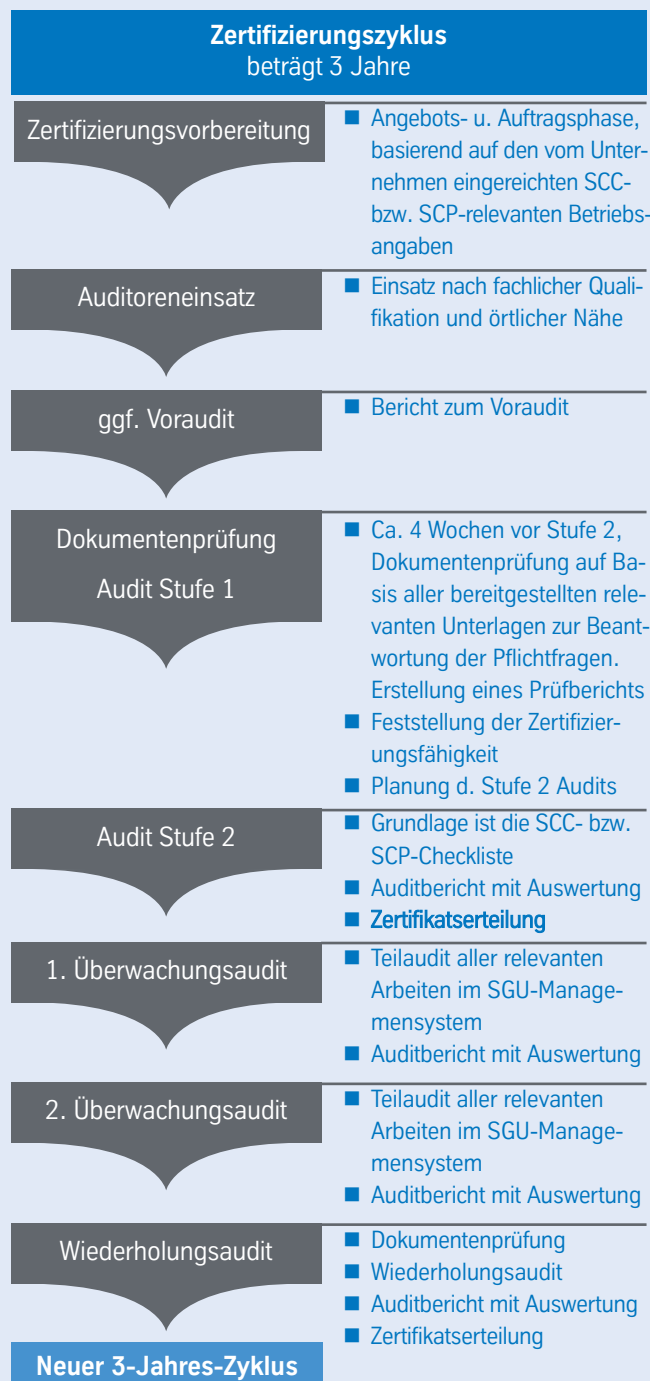 Zertifizierungszyklus
beträgt 3 Jahre
Zertifizierungsvorbereitung
■ Angebots- u. Auftragsphase,
basierend auf den vom Unter-
nehmen eingereichten SCC-
bzw. SCP-relevanten Betriebs-
angaben
Auditoreneinsatz
■ Einsatz nach fachlicher Quali-
fikation und örtlicher Nähe
ggf. Voraudit
■ Bericht zum Voraudit
Dokumentenprüfung
Audit Stufe 1
■ Ca. 4 Wochen vor Stufe 2,
Dokumentenprüfung auf Ba-
sis aller bereitgestellten rele-
vanten Unterlagen zur Beant-
wortung der Pflichtfragen.
Erstellung eines Prüfberichts
■ Feststellung der Zertifizier-
ungsfähigkeit
■ Planung d. Stufe 2 Audits
Audit Stufe 2
■ Grundlage ist die SCC- bzw.
SCP-Checkliste
■ Auditbericht mit Auswertung
■ Zertifikatserteilung
1. Überwachungsaudit
■ Teilaudit aller relevanten
Arbeiten im SGU-Manage-
mensystem
■ Auditbericht mit Auswertung
2. Überwachungsaudit
■ Teilaudit aller relevanten
Arbeiten im SGU-Manage-
mensystem
■ Auditbericht mit Auswertung
Wiederholungsaudit
■ Dokumentenprüfung
■ Wiederholungsaudit
■ Auditbericht mit Auswertung
■ Zertifikatserteilung
Neuer 3-Jahres-Zyklus